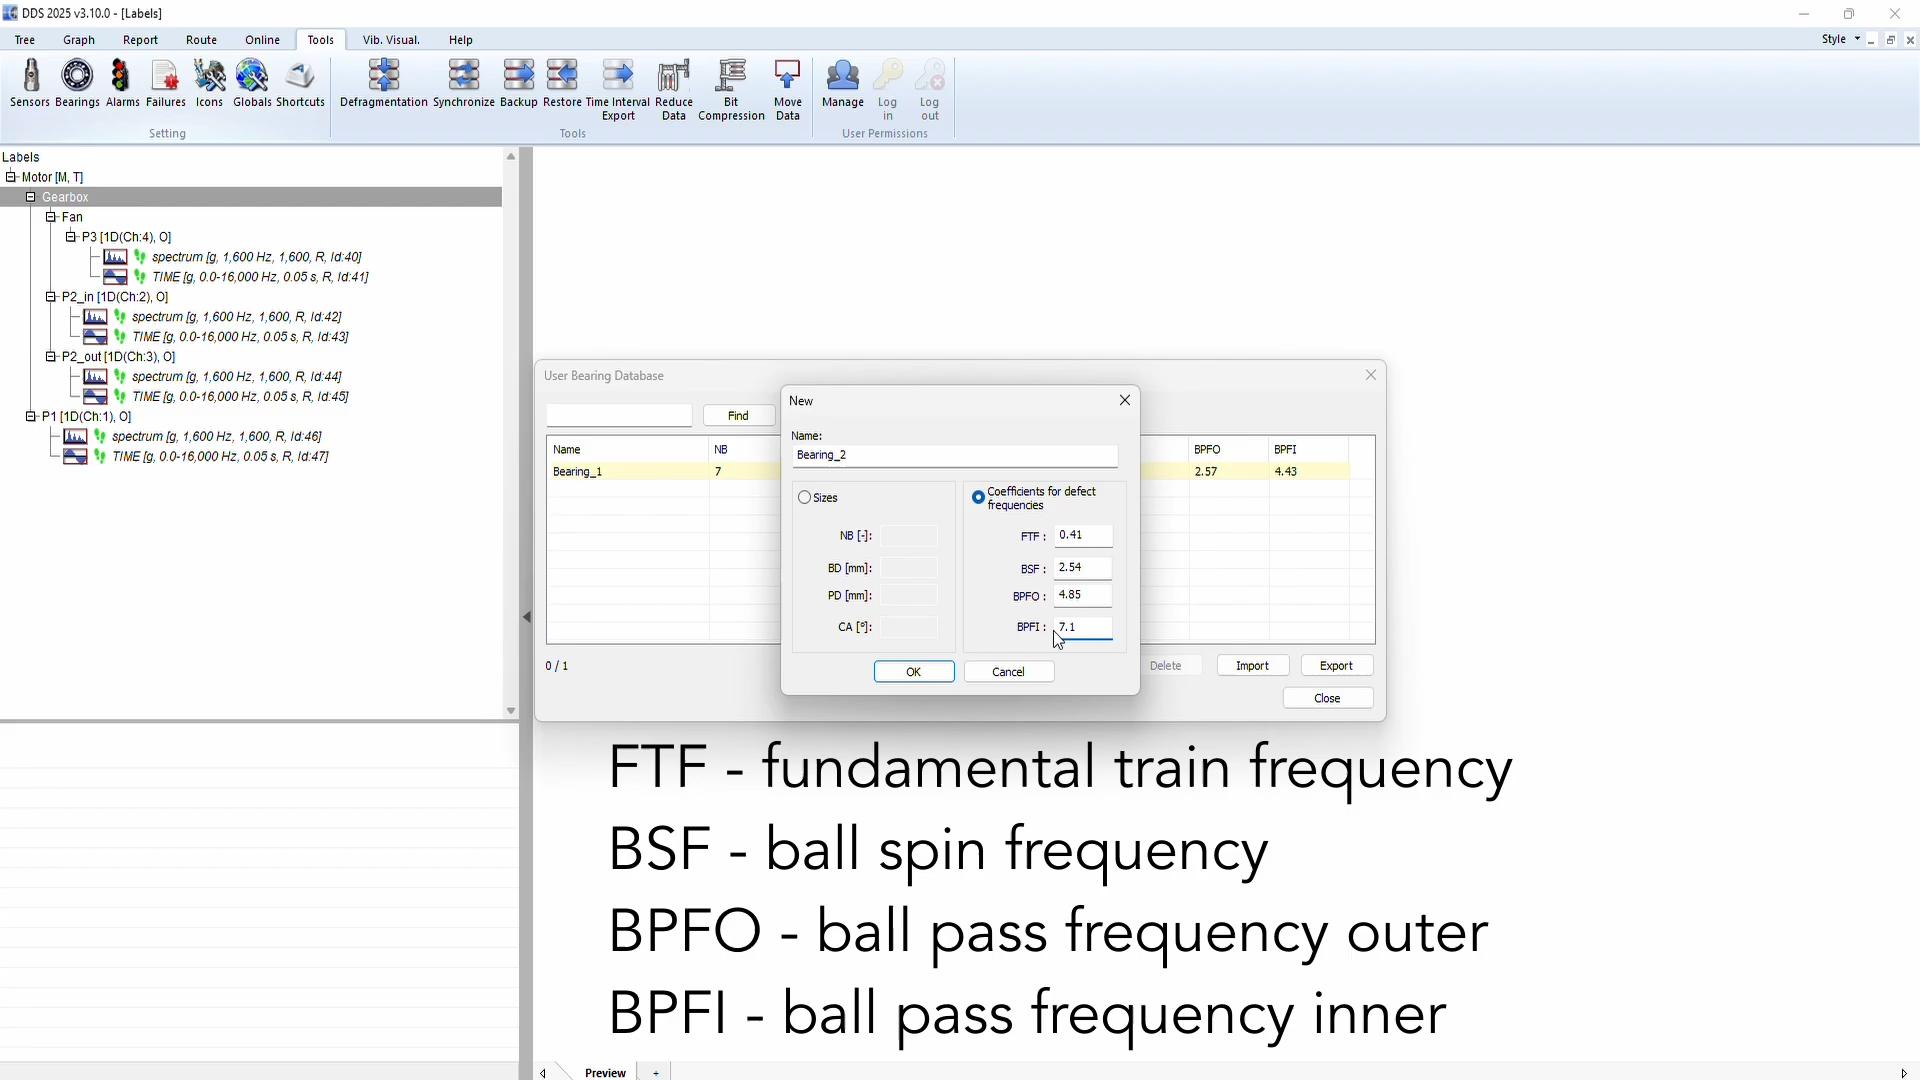 DDS 2025 v3.10.0 - [Labels]
Tree Graph Report Route Online Tools Vib. Visual. Help
Style
Sensors Bearings Alarms Failures Icons Globals Shortcuts
Defragmentation Synchronize Backup Restore Time Interval Export Reduce Data Bit Compression Move Data
Manage Log in Log out
Setting Tools User Permissions
Labels
Motor [M, T]
Gearbox
Fan
P3 [1D(Ch:4), O]
spectrum [g, 1,600 Hz, 1,600, R, Id:40]
TIME [g, 0.0-16,000 Hz, 0.05 s, R, Id:41]
P2_in [1D(Ch:2), O]
spectrum [g, 1,600 Hz, 1,600, R, Id:42]
TIME [g, 0.0-16,000 Hz, 0.05 s, R, Id:43]
P2_out [1D(Ch:3), O]
spectrum [g, 1,600 Hz, 1,600, R, Id:44]
TIME [g, 0.0-16,000 Hz, 0.05 s, R, Id:45]
P1 [1D(Ch:1), O]
spectrum [g, 1,600 Hz, 1,600, R, Id:46]
TIME [g, 0.0-16,000 Hz, 0.05 s, R, Id:47]
User Bearing Database
Find
Name NB BPFO BPFI
Bearing_1 7 2.57 4.43
0 / 1
Delete Import Export
Close
New
Name:
Bearing_2
Sizes
NB [-]:
BD [mm]:
PD [mm]:
CA [°]:
Coefficients for defect
frequencies
FTF : 0.41
BSF : 2.54
BPFO : 4.85
BPFI : 7.1
OK Cancel
FTF - fundamental train frequency
BSF - ball spin frequency
BPFO - ball pass frequency outer
BPFI - ball pass frequency inner
Preview +